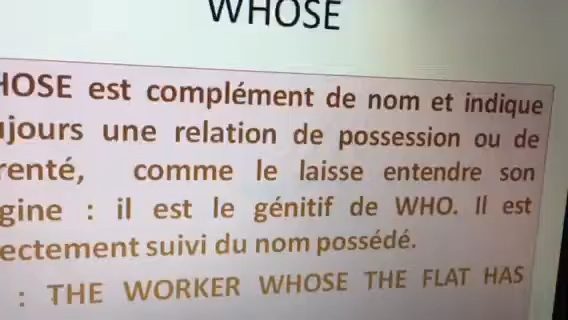 WHOSE
HOSE est complément de nom et indique
jours une relation de possession ou de
renté, comme le laisse entendre son
gine : il est le génitif de WHO. Il est
ectement suivi du nom possédé.
: THE WORKER WHOSE THE FLAT HAS